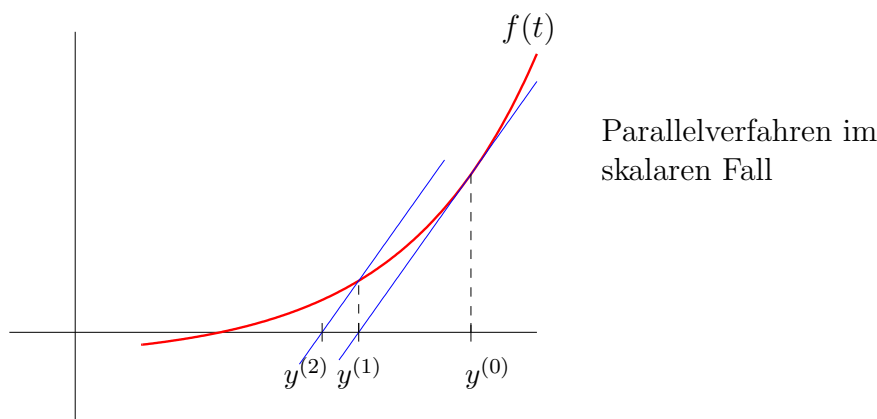 f(t)
Parallelverfahren im
skalaren Fall
y^{(2)} y^{(1)} y^{(0)}